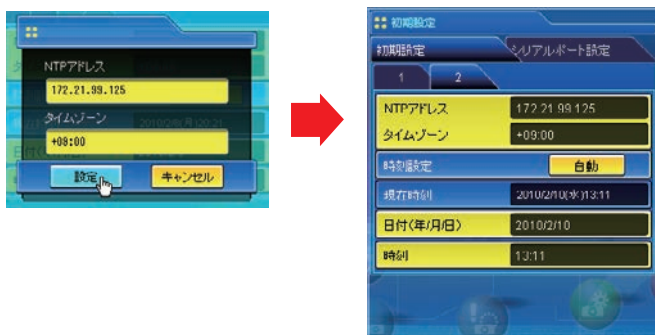 NTPアドレス
172.21.99.125
タイムゾーン
+09:00
設定
キャンセル
初期設定
初期設定
シリアルポート設定
1
2
NTPアドレス
172.21.99.125
タイムゾーン
+09:00
時刻設定
自動
現在時刻
2010/2/10(水)13:11
日付(年/月/日)
2010/2/10
時刻
13:11